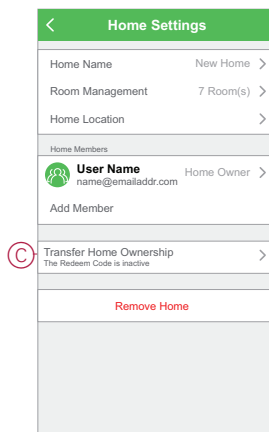 Home Settings
Home Name New Home
Room Management 7 Room(s)
Home Location
Home Members
User Name
name@emailaddr.com
Home Owner
Add Member
C
Transfer Home Ownership
The Redeem Code is inactive
Remove Home